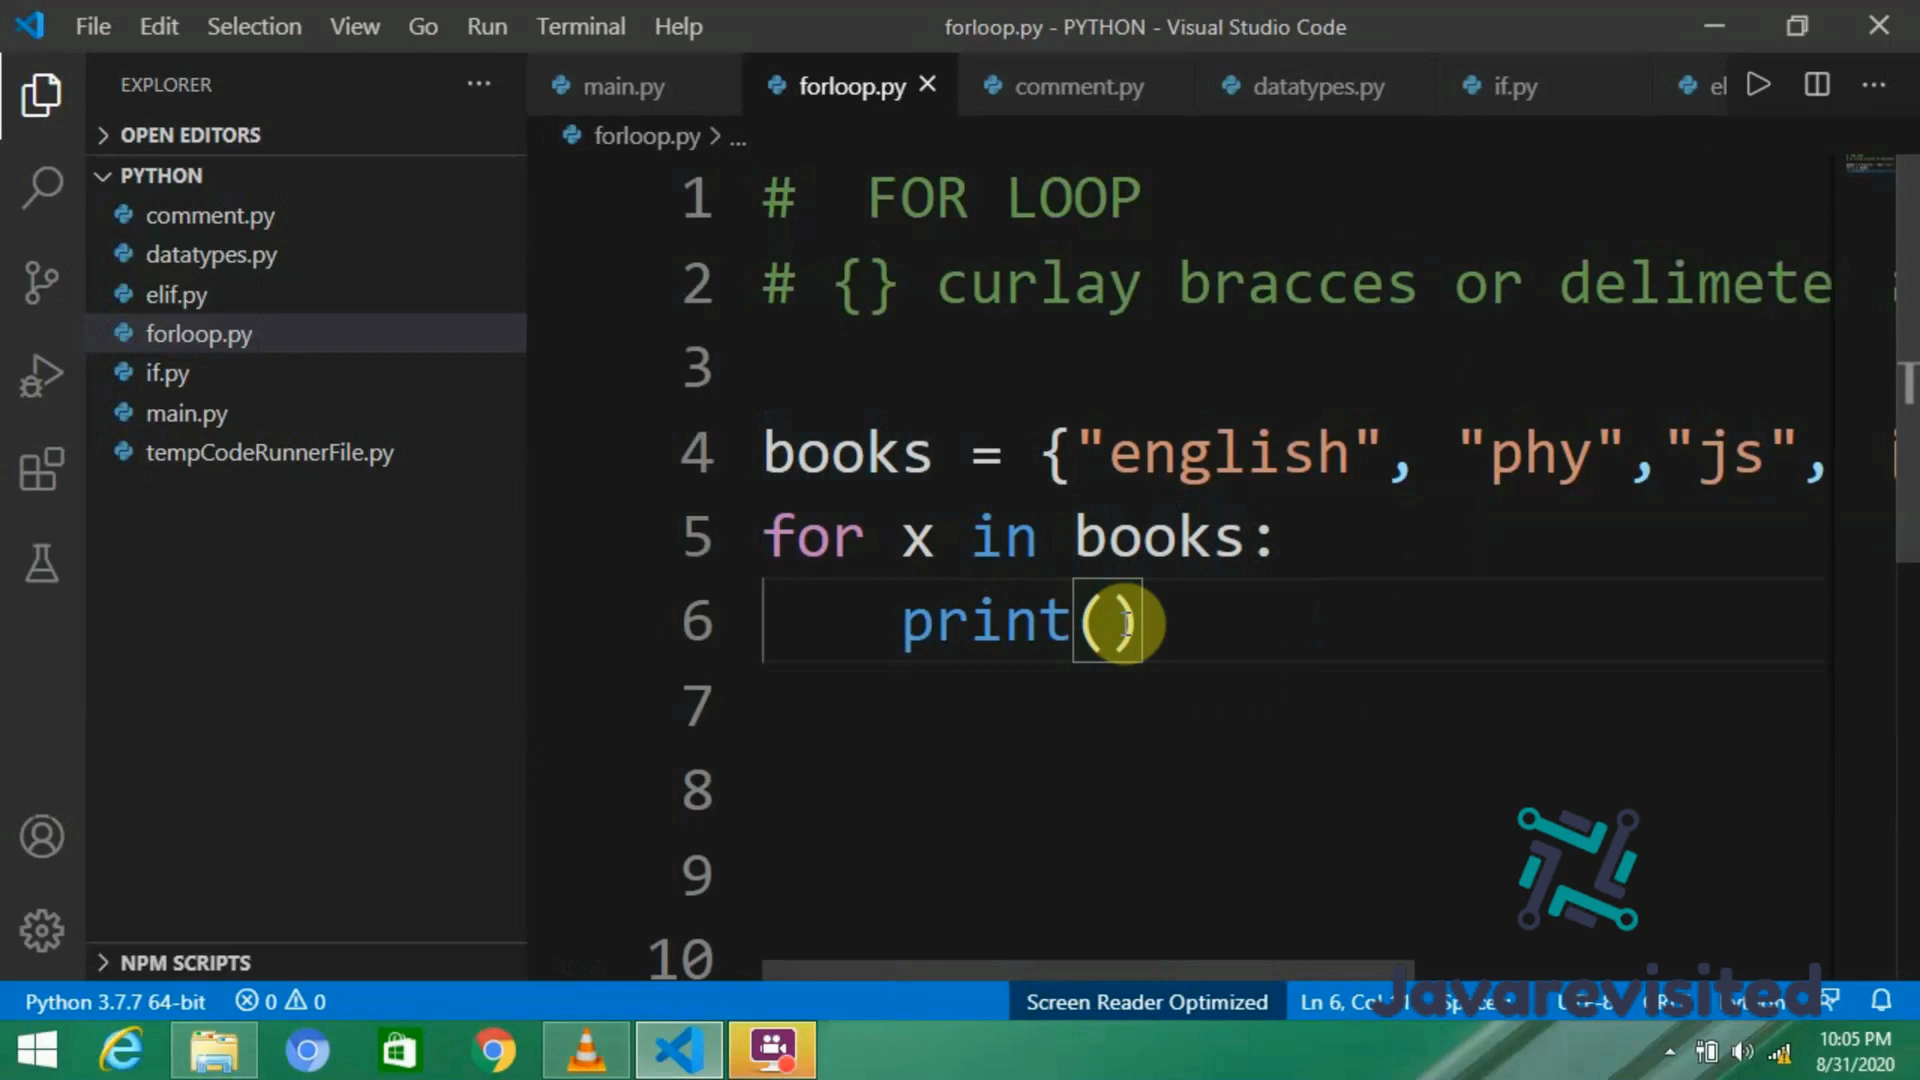 File Edit Selection View Go Run Terminal Help
forloop.py - PYTHON - Visual Studio Code
EXPLORER
main.py
forloop.py
comment.py
datatypes.py
if.py
el
OPEN EDITORS
forloop.py > ...
PYTHON
comment.py
datatypes.py
elif.py
forloop.py
if.py
main.py
tempCodeRunnerFile.py
1 # FOR LOOP
2 # {} curlay bracces or delimete
3
4 books = {"english", "phy","js",
5 for x in books:
6 print()
7
8
9
10
NPM SCRIPTS
Javarevisited
Python 3.7.7 64-bit
0
0
Screen Reader Optimized
Ln 6,
10:05 PM
8/31/2020